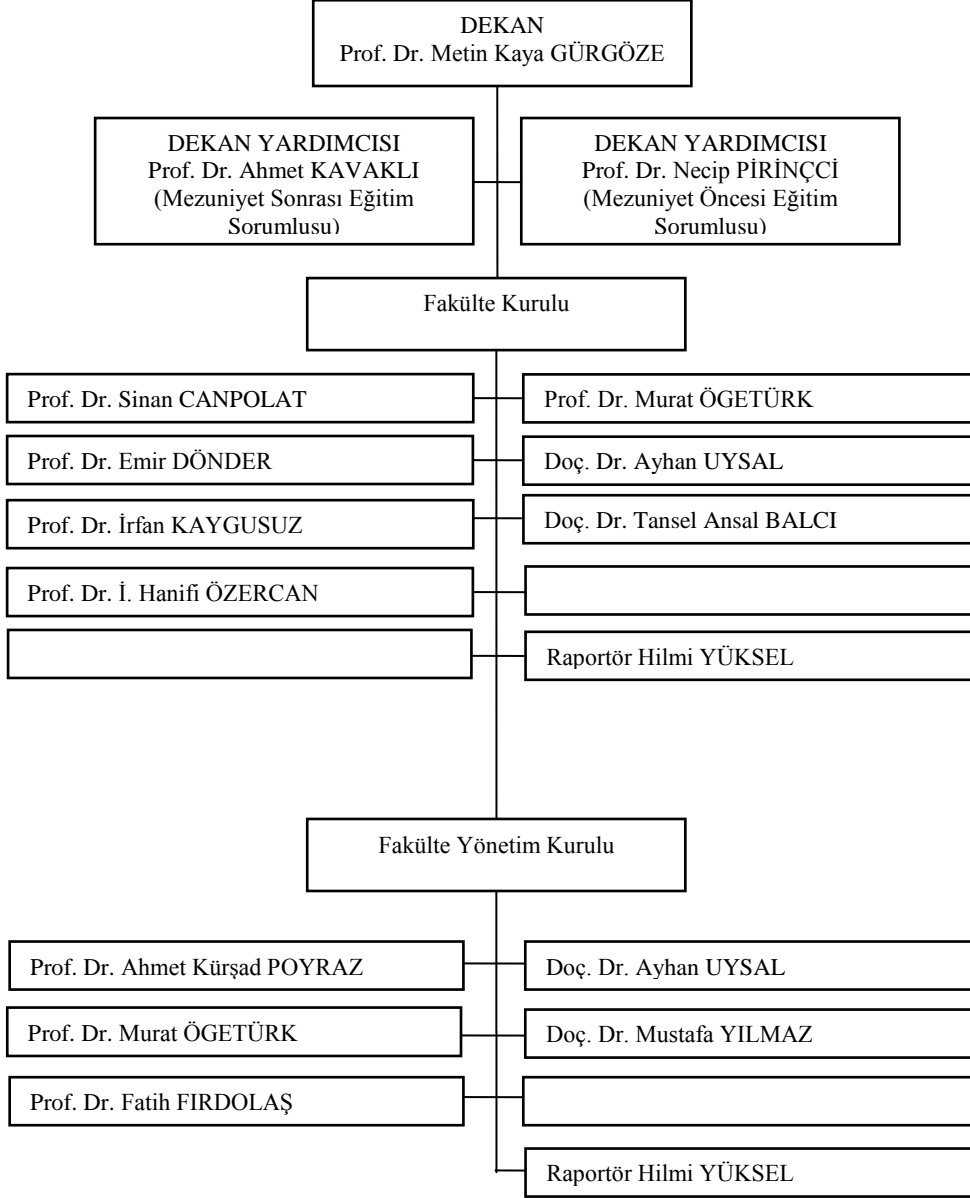 DEKAN
Prof. Dr. Metin Kaya GÜRGÖZE
DEKAN YARDIMCISI
Prof. Dr. Ahmet KAVAKLI
(Mezuniyet Sonrası Eğitim
Sorumlusu)
DEKAN YARDIMCISI
Prof. Dr. Necip PİRİNÇCİ
(Mezuniyet Öncesi Eğitim
Sorumlusu)
Fakülte Kurulu
Prof. Dr. Sinan CANPOLAT
Prof. Dr. Murat ÖGETÜRK
Prof. Dr. Emir DÖNDER
Doç. Dr. Ayhan UYSAL
Prof. Dr. İrfan KAYGUSUZ
Doç. Dr. Tansel Ansal BALCI
Prof. Dr. İ. Hanifi ÖZERCAN
Raportör Hilmi YÜKSEL
Fakülte Yönetim Kurulu
Prof. Dr. Ahmet Kürşad POYRAZ
Doç. Dr. Ayhan UYSAL
Prof. Dr. Murat ÖGETÜRK
Doç. Dr. Mustafa YILMAZ
Prof. Dr. Fatih FIRDOLAŞ
Raportör Hilmi YÜKSEL